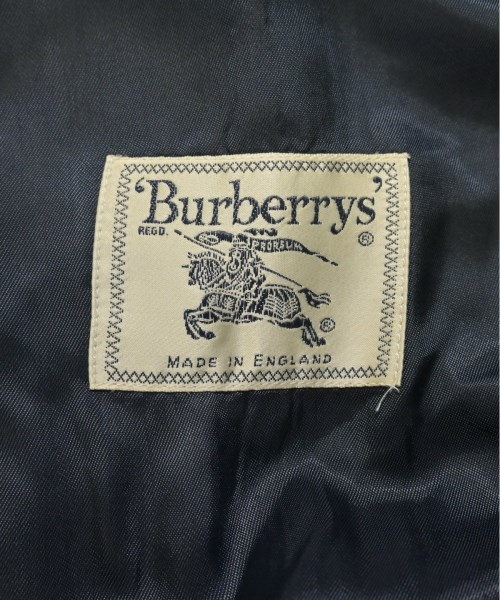 'Burberrys'
REGD. ®
PRORSUM
®
MADE IN ENGLAND